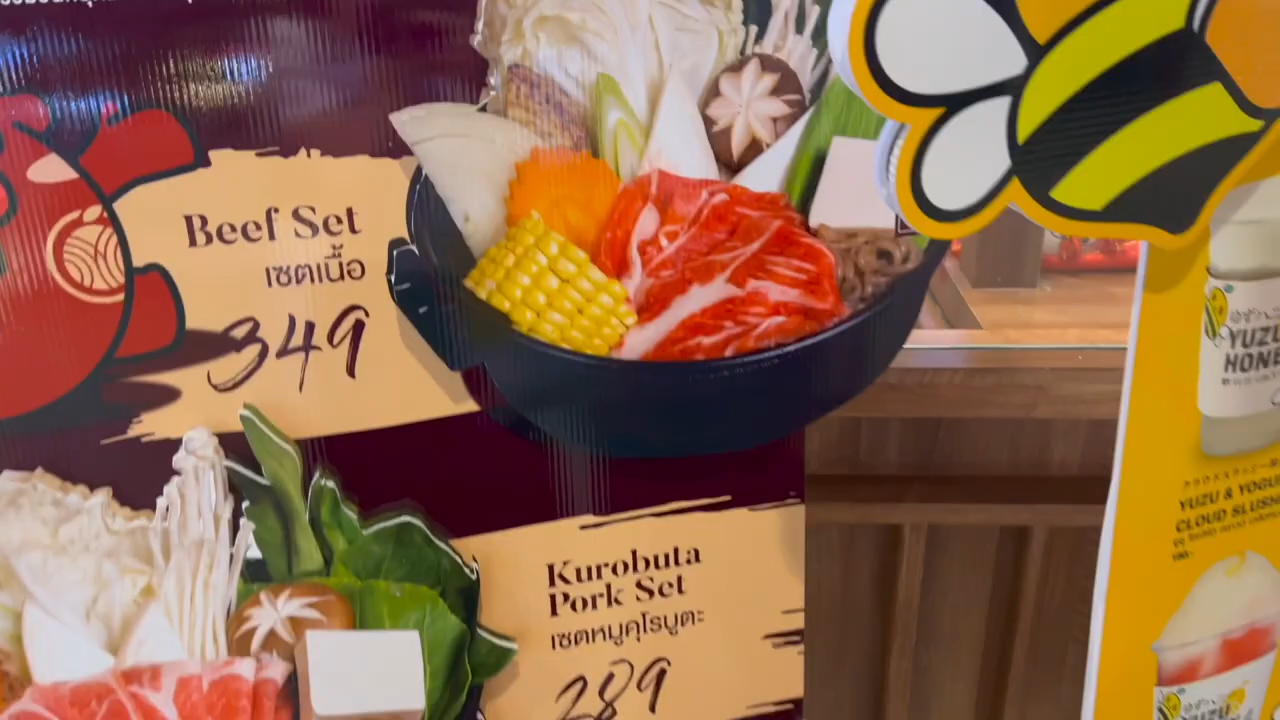 Beef Set
เซตเนื้อ
349
Kurobuta
Pork Set
เซตหมูคุโรบูตะ
289
YUZU
HONE
YUZU & YOGU
CLOUD SLUSH
YUZU